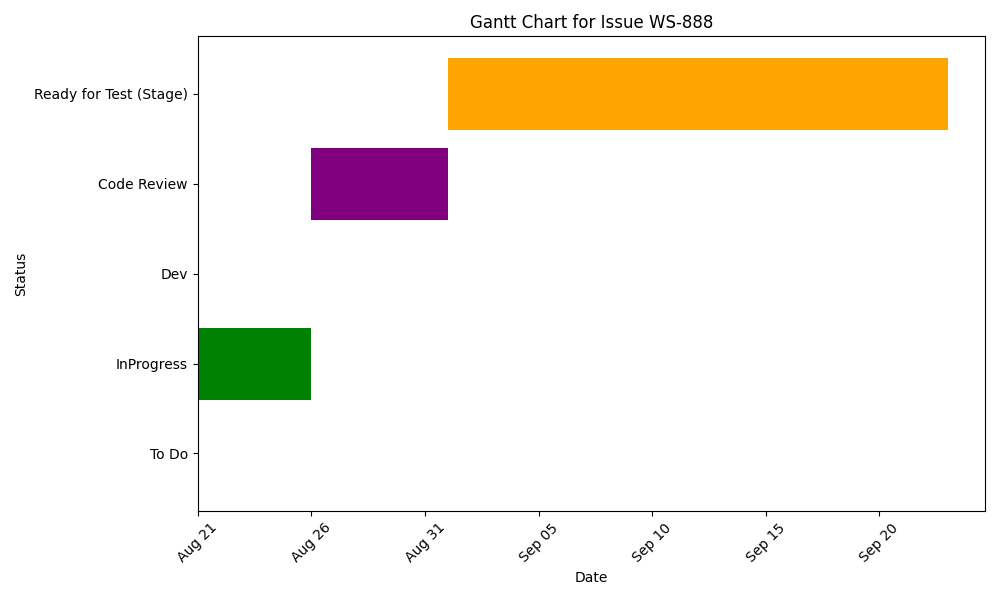 Gantt Chart for Issue WS-888
Ready for Test (Stage)
Code Review
Dev
InProgress
To Do
Status
Aug 21
Aug 26
Aug 31
Sep 05
Sep 10
Sep 15
Sep 20
Date